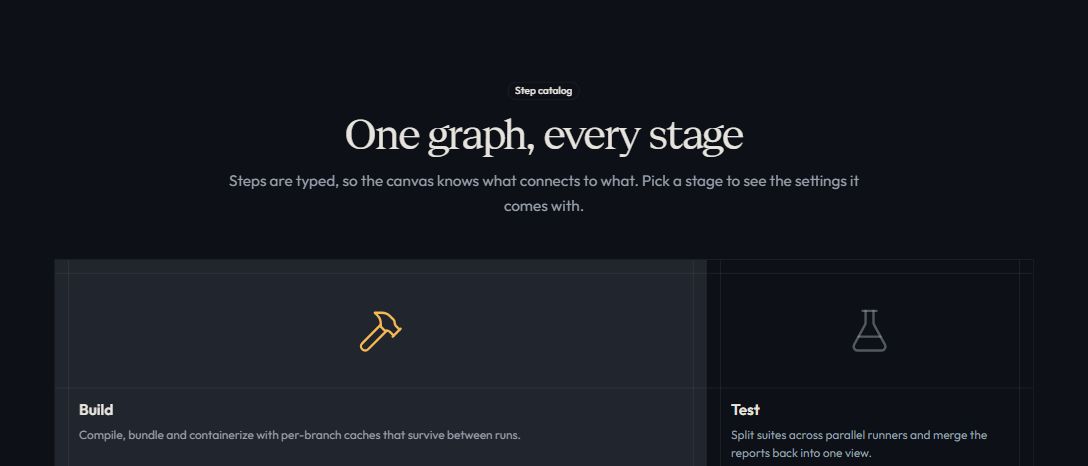 Step catalog
One graph, every stage
Steps are typed, so the canvas knows what connects to what. Pick a stage to see the settings it
comes with.
Build
Compile, bundle and containerize with per-branch caches that survive between runs.
Test
Split suites across parallel runners and merge the
reports back into one view.